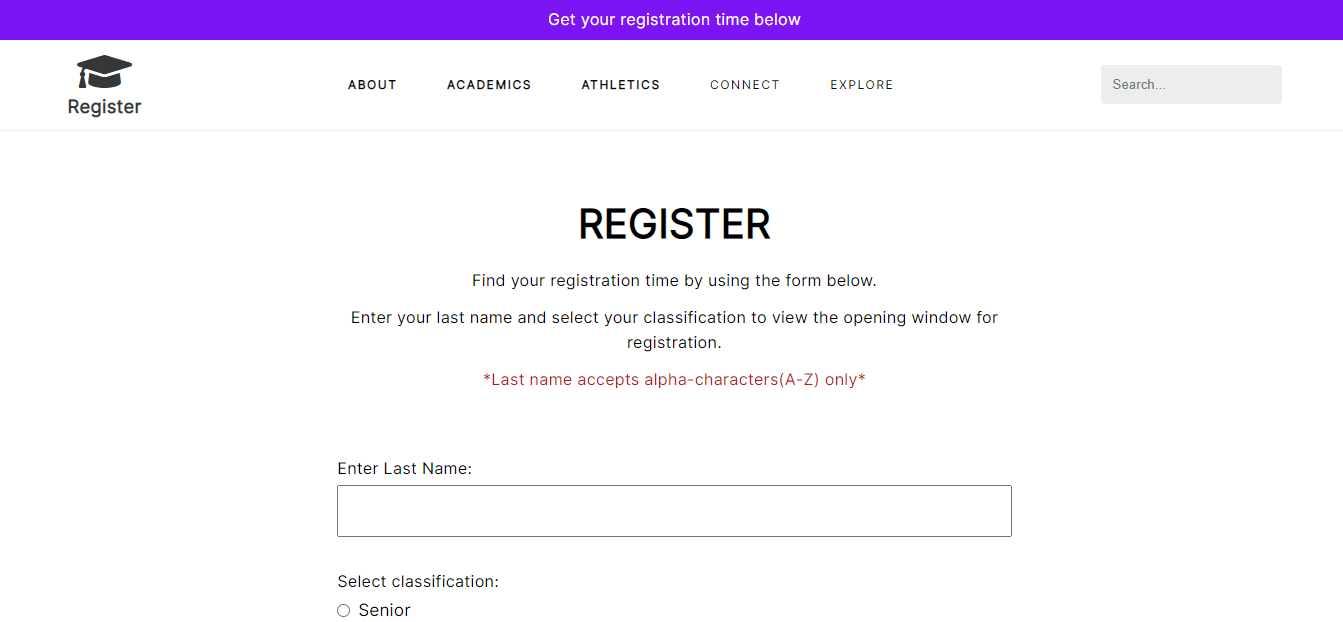 Get your registration time below
Register
ABOUT
ACADEMICS
ATHLETICS
CONNECT
EXPLORE
Search...
REGISTER
Find your registration time by using the form below.
Enter your last name and select your classification to view the opening window for
registration.
*Last name accepts alpha-characters(A-Z) only*
Enter Last Name:
Select classification:
Senior